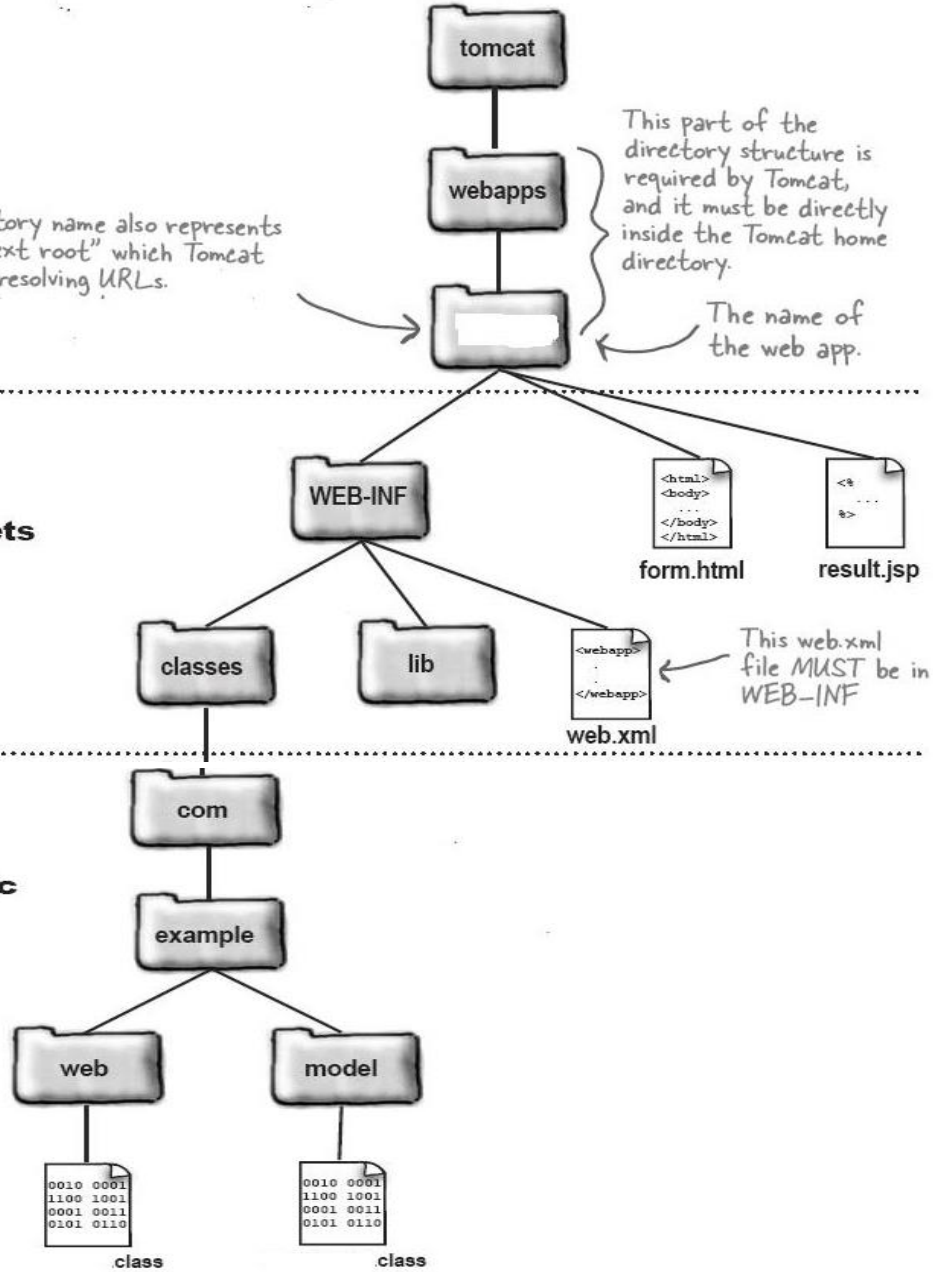 tomcat
webapps
This part of the
directory structure is
required by Tomcat,
and it must be directly
inside the Tomcat home
directory.
tory name also represents
ext root" which Tomcat
resolving URLs.
The name of
the web app.
WEB-INF
<html>
<body>
...
</body>
</html>
form.html
<%
...
%>
result.jsp
ets
classes
lib
<webapp>
.
.
</webapp>
web.xml
This web.xml
file MUST be in
WEB-INF
com
c
example
web
model
0010 0001
1100 1001
0001 0011
0101 0110
.class
0010 0001
1100 1001
0001 0011
0101 0110
.class